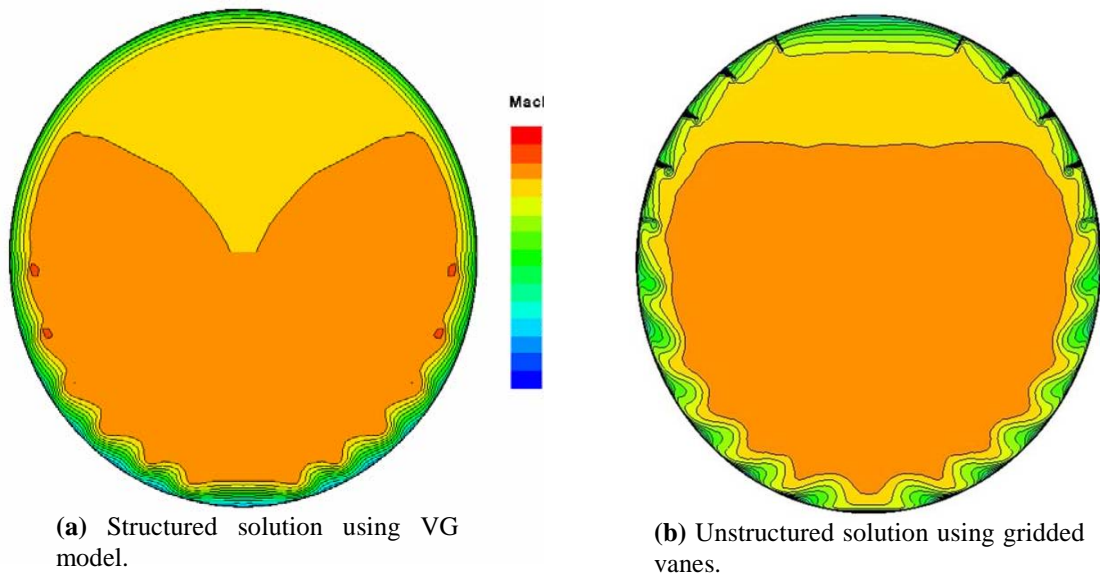 Macl
(a) Structured solution using VG
model.
(b) Unstructured solution using gridded
vanes.